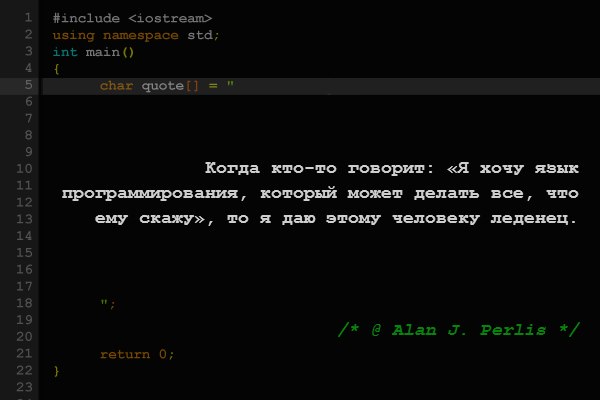 1 #include <iostream>
2 using namespace std;
3 int main()
4 {
5 char quote[] = "
6
7
8
9
10 Когда кто-то говорит: «Я хочу язык
11 программирования, который может делать все, что
12
13 ему скажу», то я даю этому человеку леденец.
14
15
16
17
18 ";
19
20 /* @ Alan J. Perlis */
21 return 0;
22 }
23